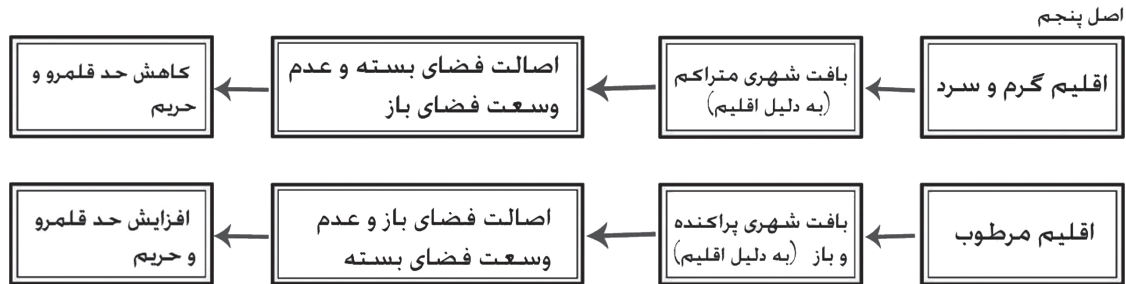 اصل پنجم
اقلیم گرم و سرد
بافت شهری متراکم
(به دلیل اقلیم)
اصالت فضای بسته و عدم
وسعت فضای باز
کاهش حد قلمرو و
حریم
اقلیم مرطوب
بافت شهری پراکنده
و باز (به دلیل اقلیم)
اصالت فضای باز و عدم
وسعت فضای بسته
افزایش حد قلمرو
و حریم